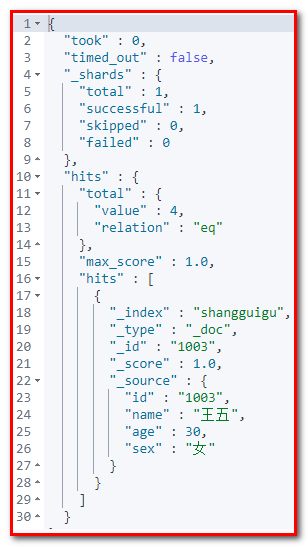 1 {
2 "took" : 0,
3 "timed_out" : false,
4 "_shards" : {
5 "total" : 1,
6 "successful" : 1,
7 "skipped" : 0,
8 "failed" : 0
9 },
10 "hits" : {
11 "total" : {
12 "value" : 4,
13 "relation" : "eq"
14 },
15 "max_score" : 1.0,
16 "hits" : [
17 {
18 "_index" : "shangguigu",
19 "_type" : "_doc",
20 "_id" : "1003",
21 "_score" : 1.0,
22 "_source" : {
23 "id" : "1003",
24 "name" : "王五",
25 "age" : 30,
26 "sex" : "女"
27 }
28 }
29 ]
30 }